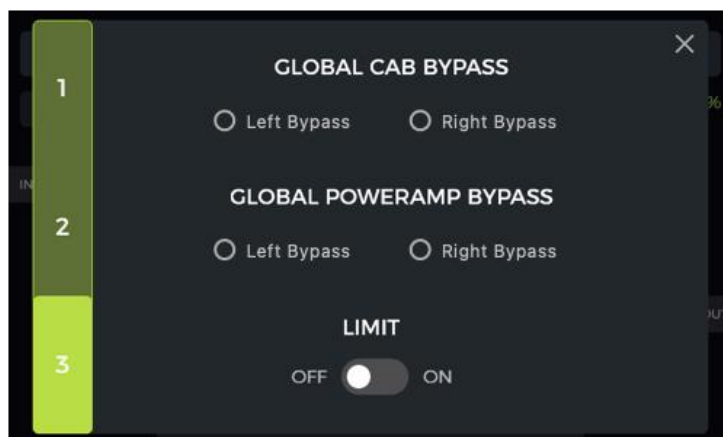 1
GLOBAL CAB BYPASS
Left Bypass Right Bypass
%
IN
GLOBAL POWERAMP BYPASS
2
Left Bypass Right Bypass
LIMIT
3
OFF ON